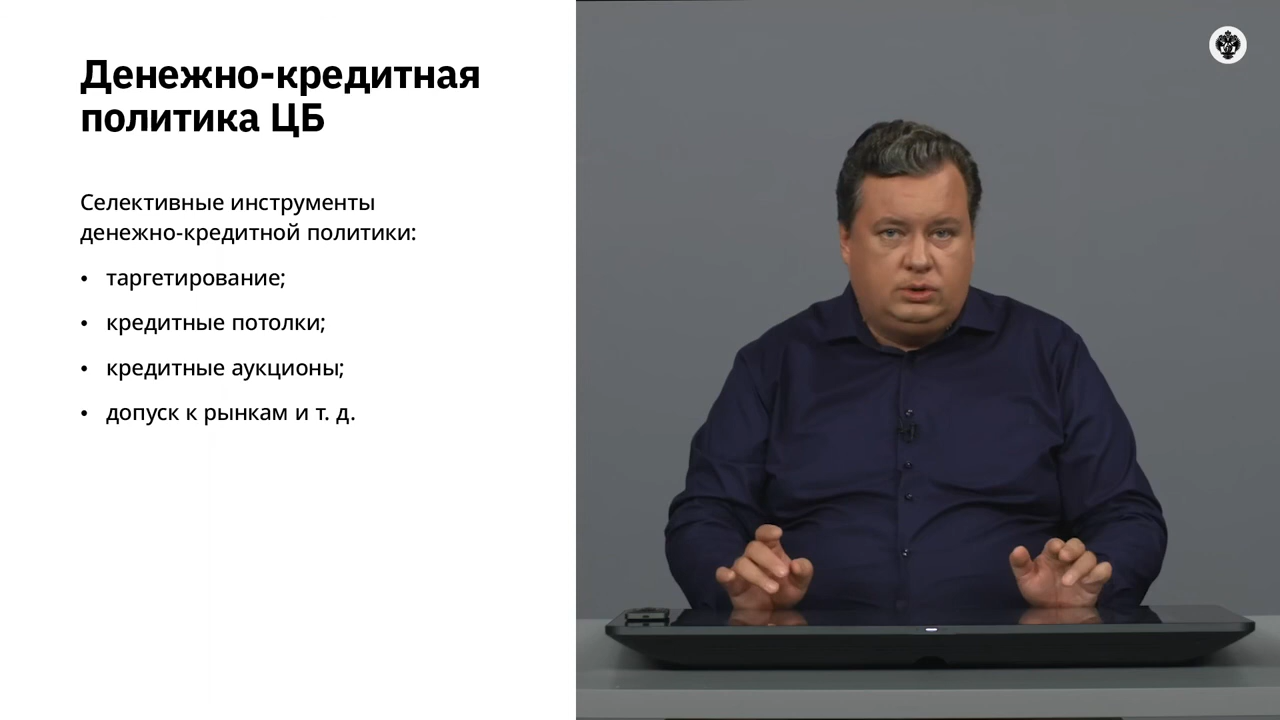 Денежно-кредитная
политика ЦБ
Селективные инструменты
денежно-кредитной политики:
• таргетирование;
• кредитные потолки;
• кредитные аукционы;
• допуск к рынкам и т. д.